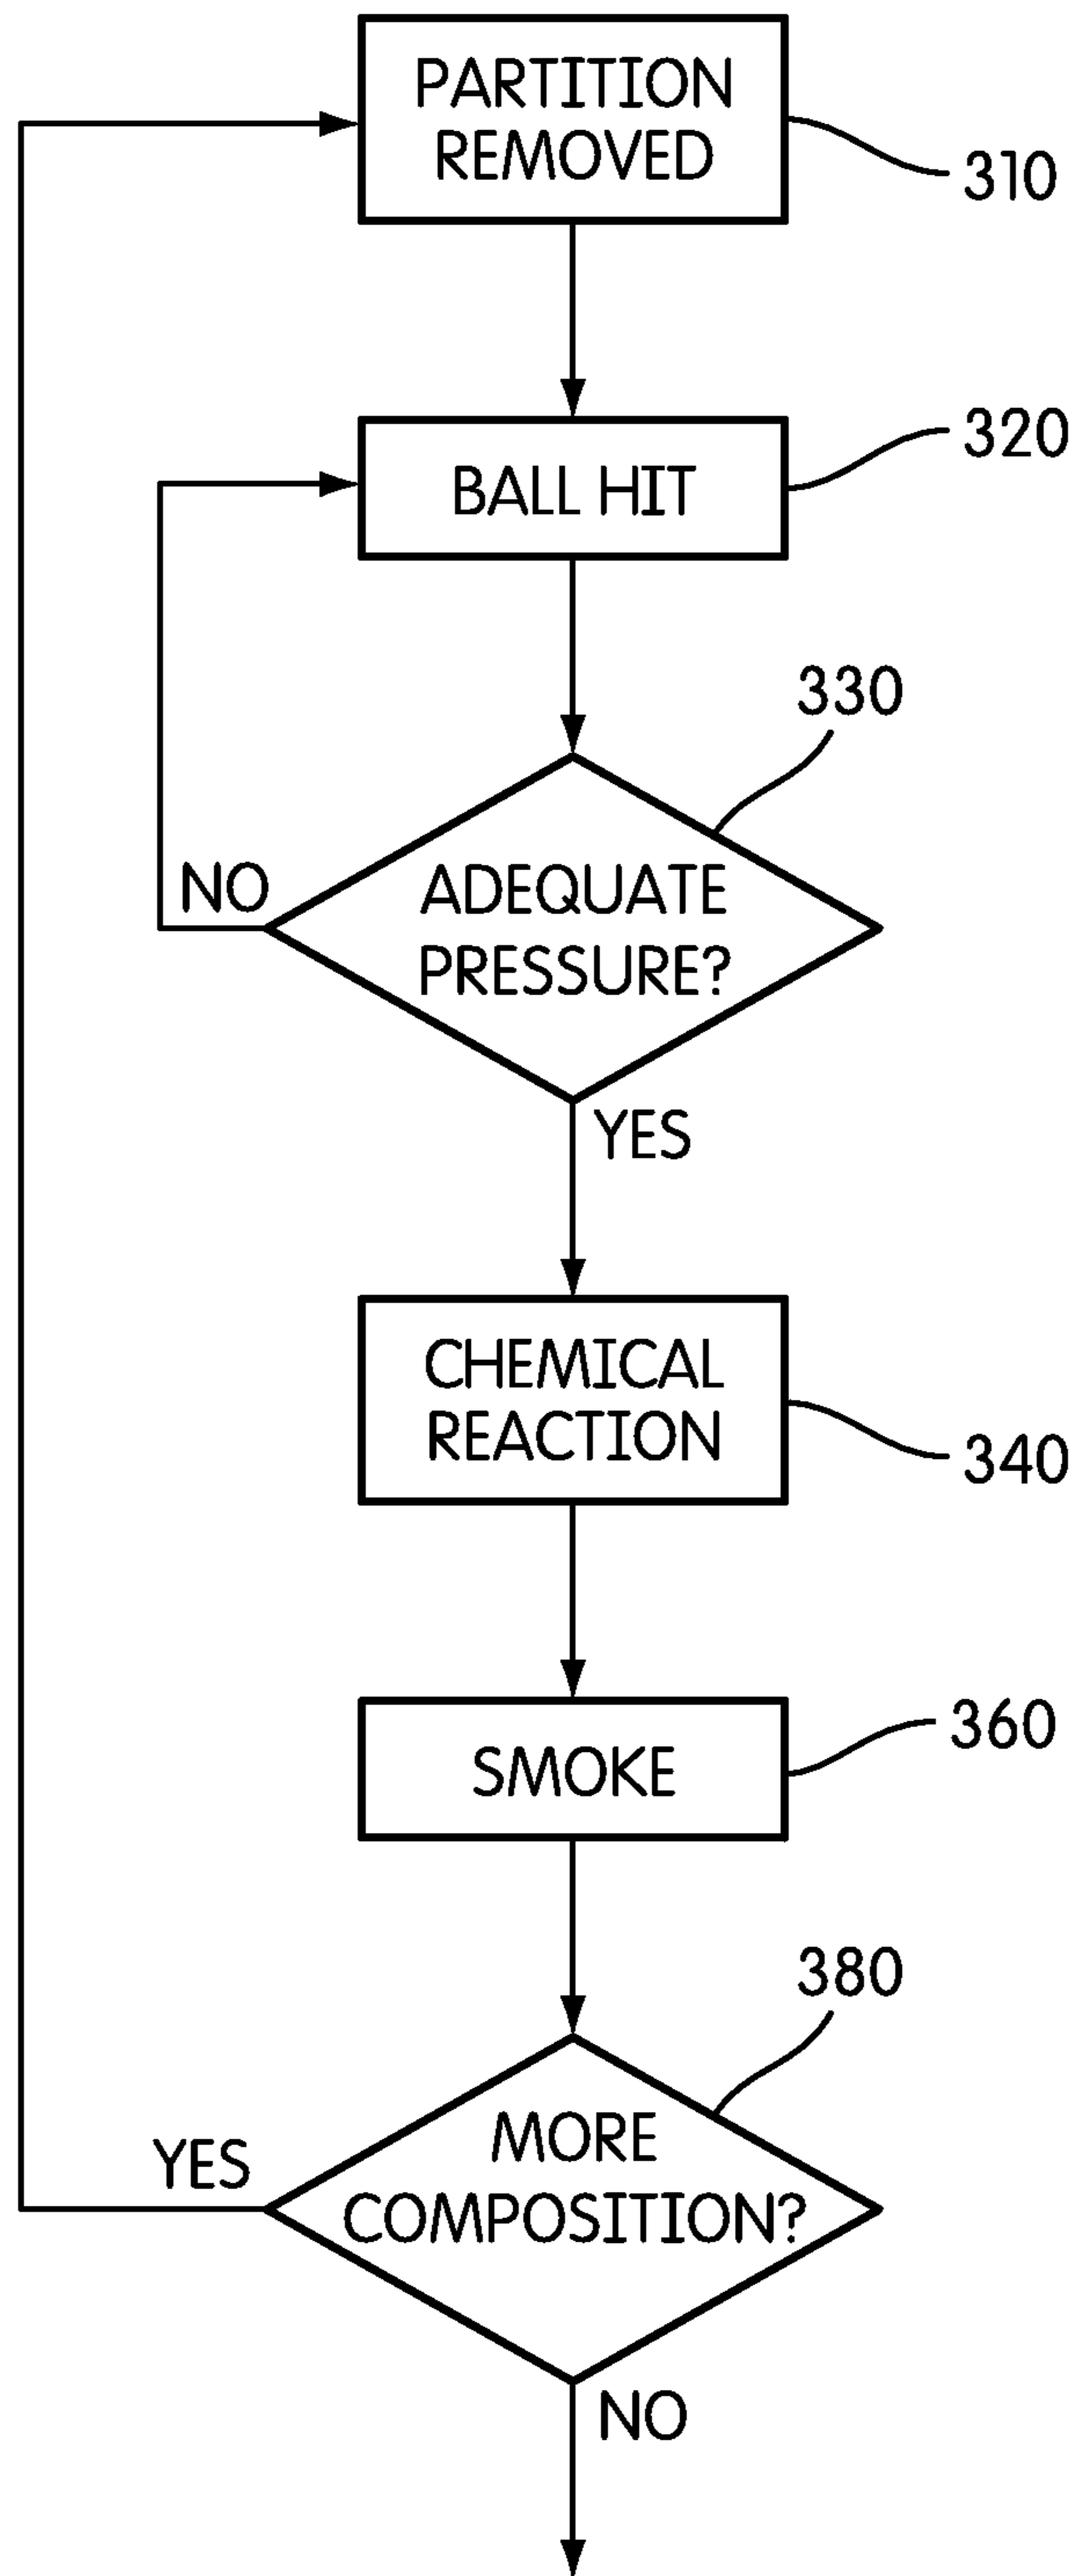 PARTITION
REMOVED
310
BALL HIT
320
330
ADEQUATE
PRESSURE?
NO
YES
CHEMICAL
REACTION
340
SMOKE
360
380
MORE
COMPOSITION?
YES
NO